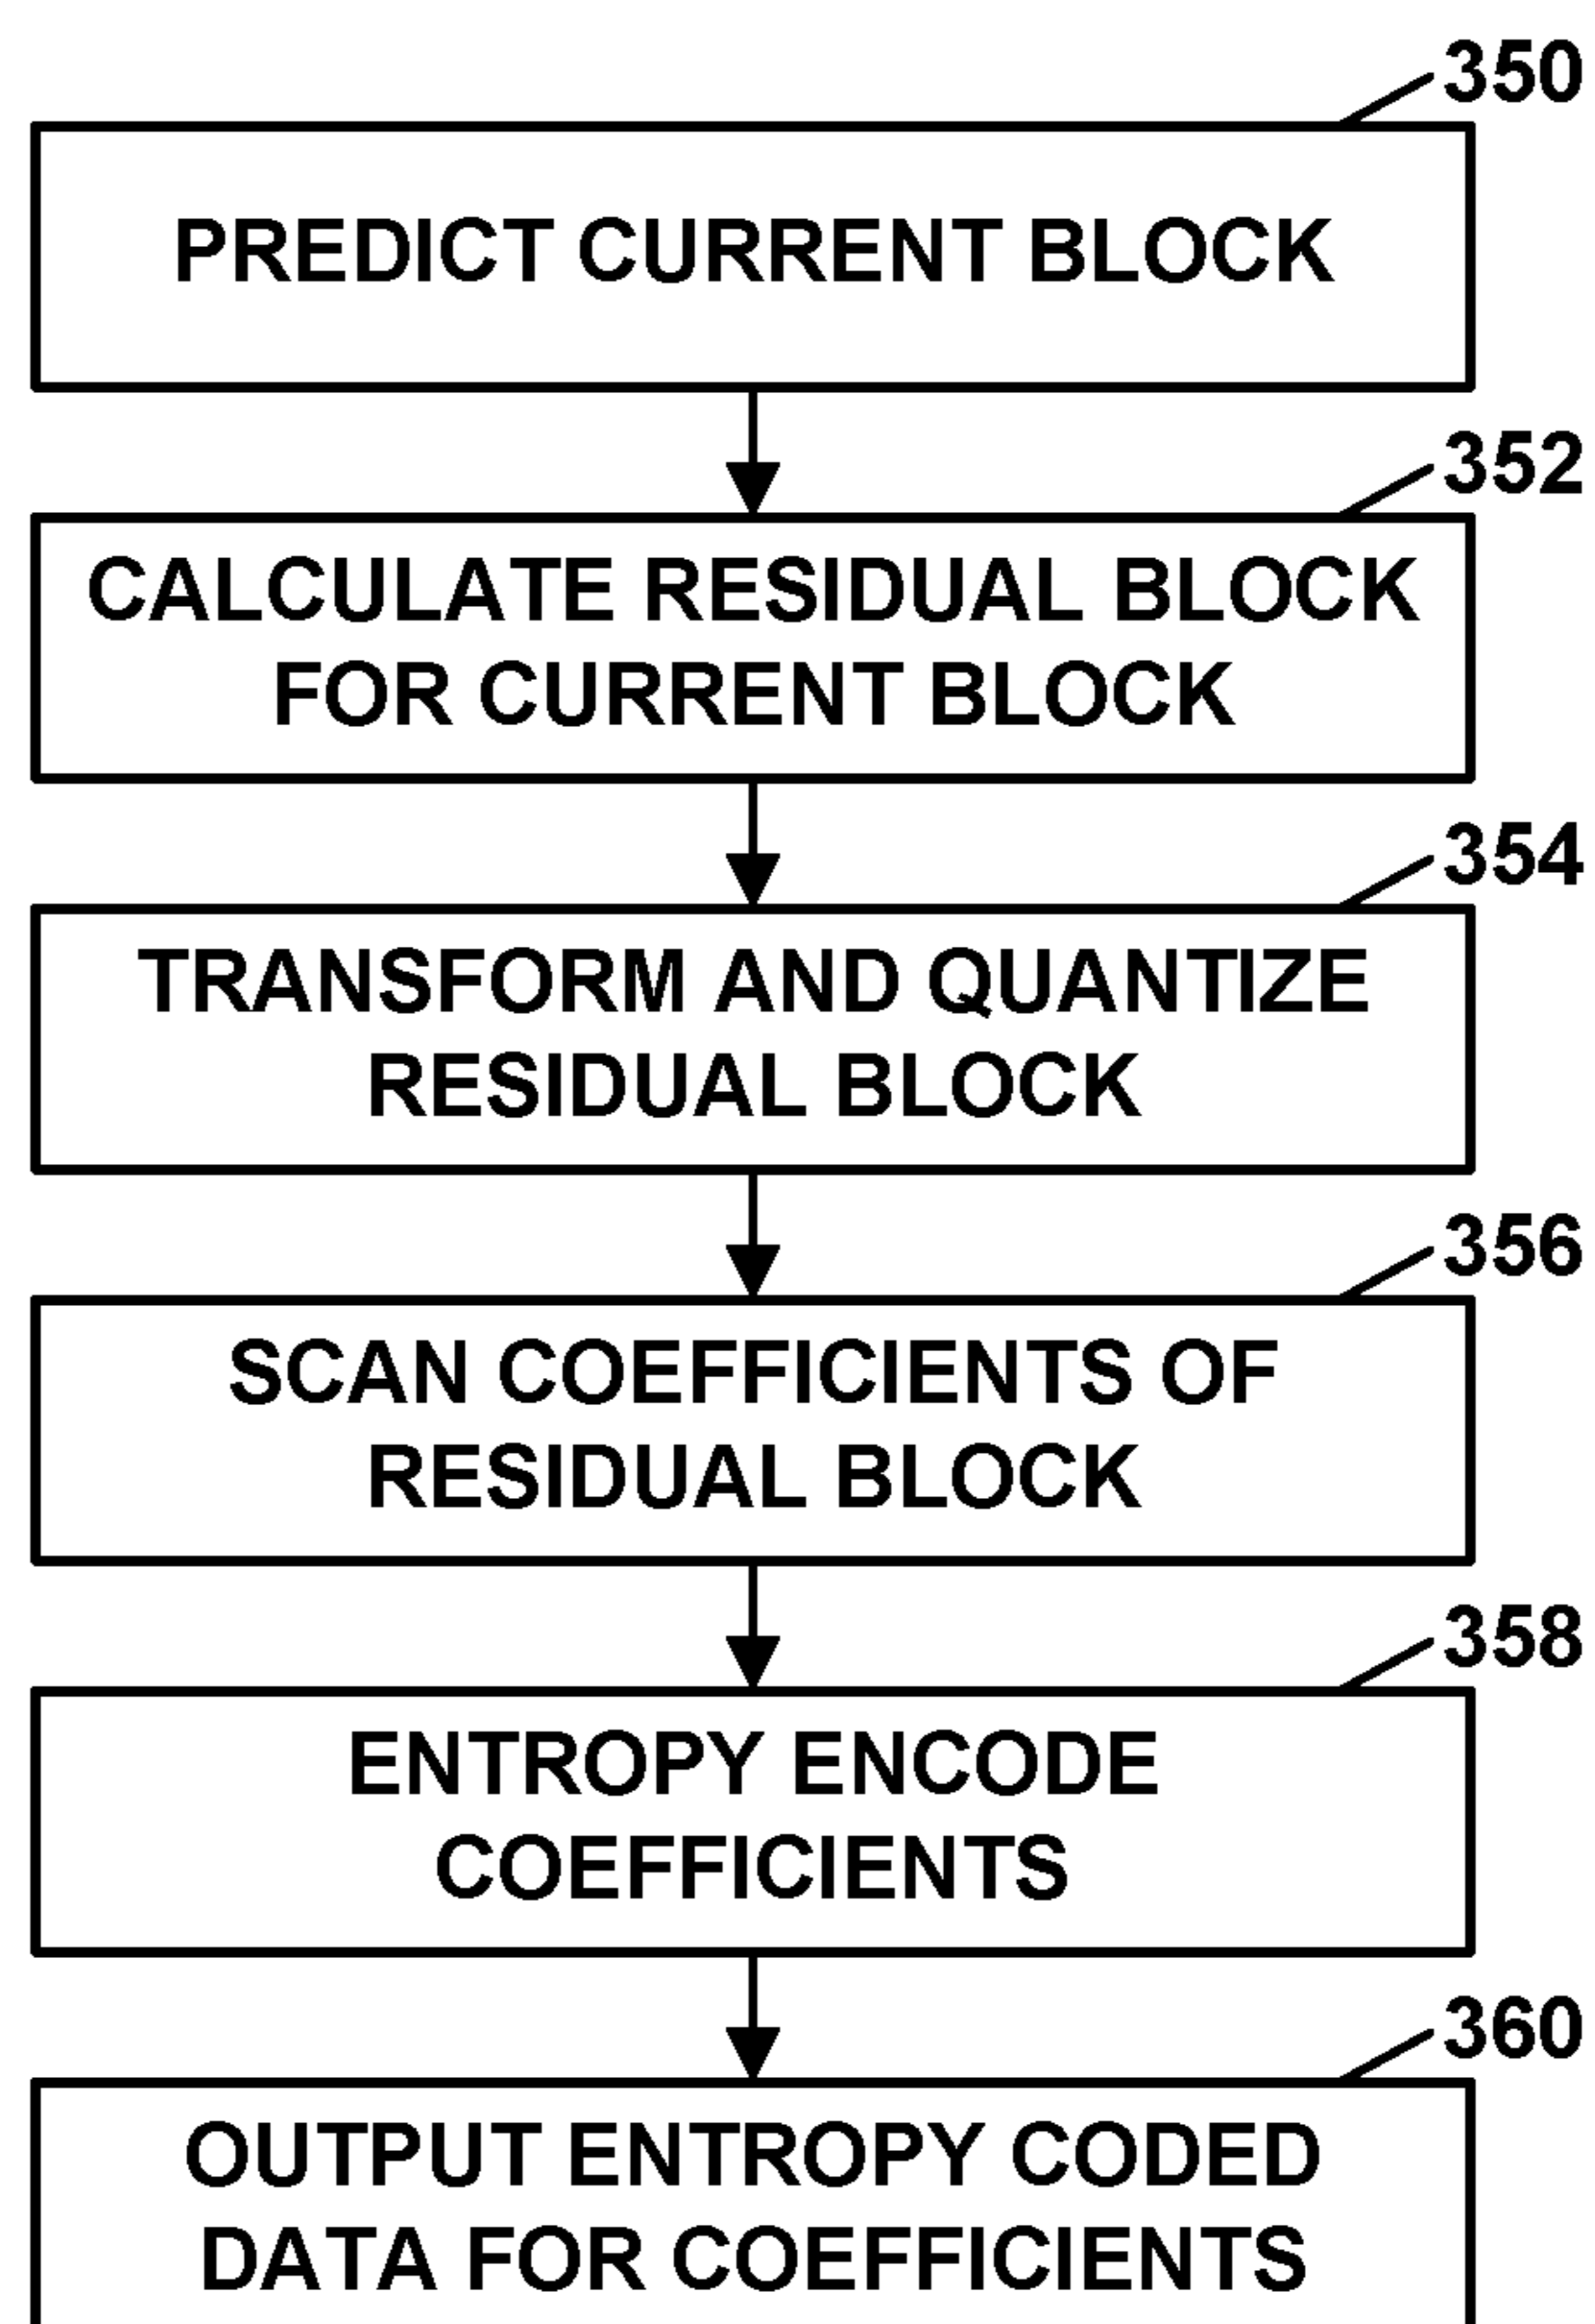 350
PREDICT CURRENT BLOCK
352
CALCULATE RESIDUAL BLOCK
FOR CURRENT BLOCK
354
TRANSFORM AND QUANTIZE
RESIDUAL BLOCK
356
SCAN COEFFICIENTS OF
RESIDUAL BLOCK
358
ENTROPY ENCODE
COEFFICIENTS
360
OUTPUT ENTROPY CODED
DATA FOR COEFFICIENTS